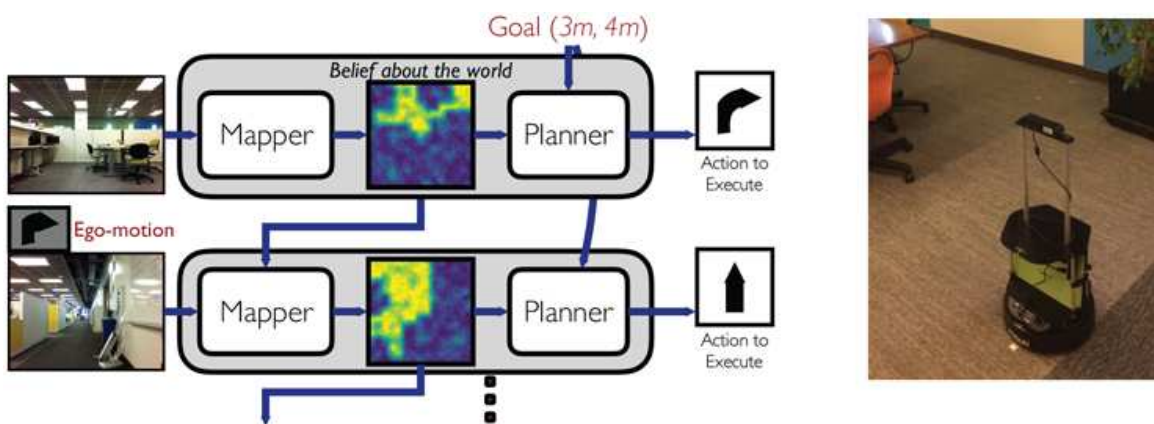 Goal (3m, 4m)
Belief about the world
Mapper
Planner
Action to
Execute
Ego-motion
Mapper
Planner
Action to
Execute